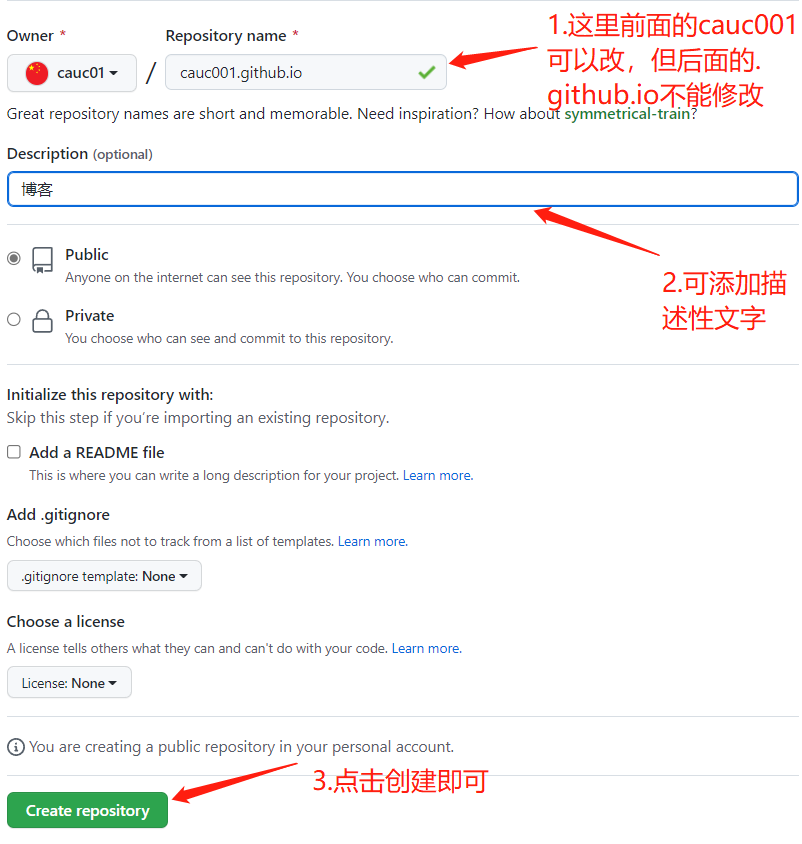 Owner *
Repository name *
cauc01
/
cauc001.github.io
1.这里前面的cauc001
可以改，但后面的.
github.io不能修改
Great repository names are short and memorable. Need inspiration? How about symmetrical-train?
Description (optional)
博客
2.可添加描
述性文字
Public
Anyone on the internet can see this repository. You choose who can commit.
Private
You choose who can see and commit to this repository.
Initialize this repository with:
Skip this step if you’re importing an existing repository.
Add a README file
This is where you can write a long description for your project. Learn more.
Add .gitignore
Choose which files not to track from a list of templates. Learn more.
.gitignore template: None
Choose a license
A license tells others what they can and can't do with your code. Learn more.
License: None
You are creating a public repository in your personal account.
3.点击创建即可
Create repository